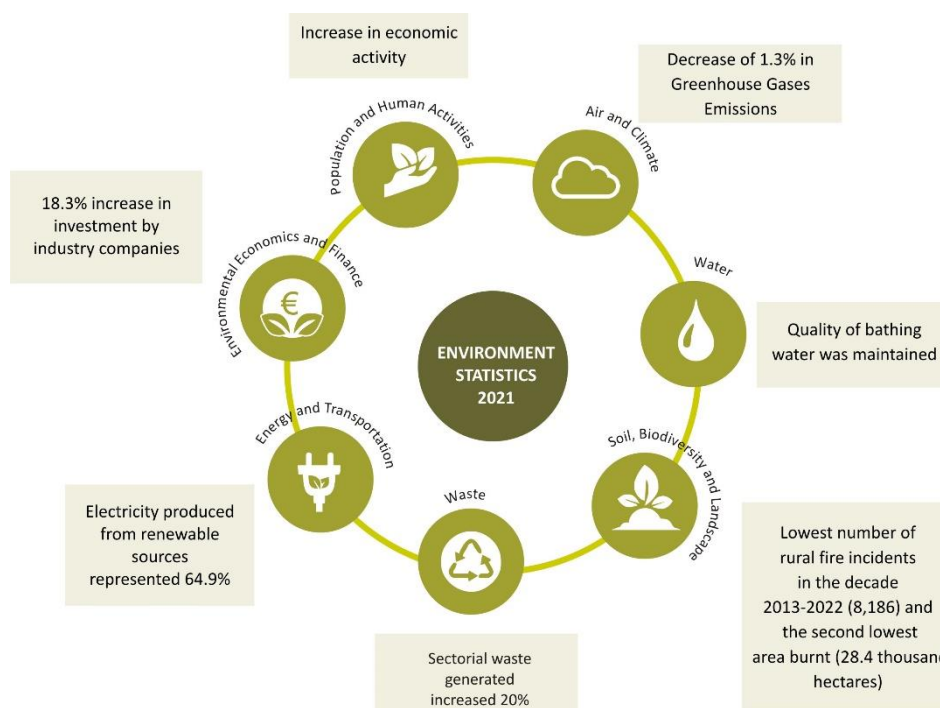 Increase in economic
activity
Decrease of 1.3% in
Greenhouse Gases
Emissions
Population and Human Activities
Air and Climate
18.3% increase in
investment by
industry companies
Environmental Economics and Finance
€
Water
Quality of bathing
water was maintained
ENVIRONMENT
STATISTICS
2021
Energy and Transportation
Soil, Biodiversity and Landscape
Electricity produced
from renewable
sources
represented 64.9%
Waste
Lowest number of
rural fire incidents
in the decade
2013-2022 (8,186) and
the second lowest
area burnt (28.4 thousan
hectares)
Sectorial waste
generated
increased 20%